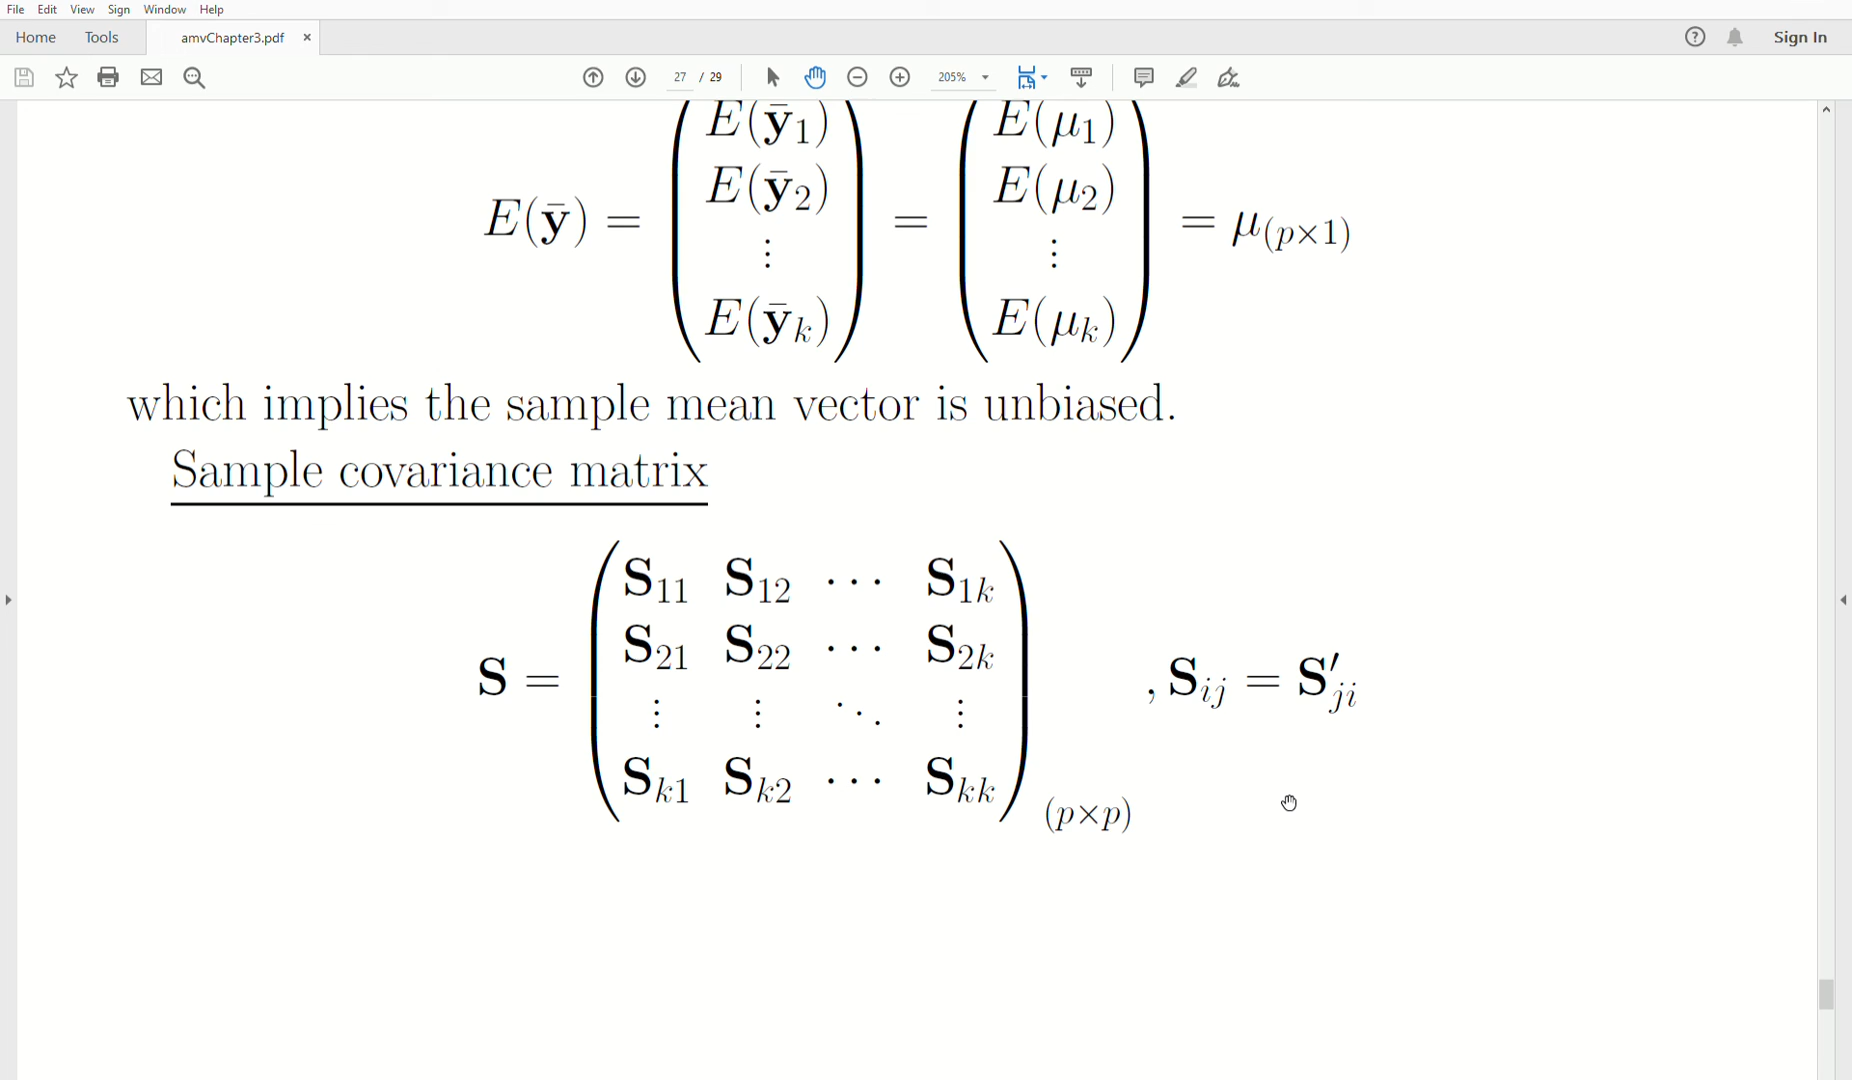 File Edit View Sign Window Help
Home Tools amvChapter3.pdf × Sign In
27 / 29 205%
E(ȳ₁) E(μ₁)
E(ȳ₂) E(μ₂)
E(ȳ) = ⋮ = ⋮ = μ₍p×1₎
E(ȳₖ) E(μₖ)
which implies the sample mean vector is unbiased.
Sample covariance matrix
S₁₁ S₁₂ ⋯ S₁ₖ
S₂₁ S₂₂ ⋯ S₂ₖ
S = ⋮ ⋮ ⋱ ⋮ , Sᵢⱼ = S′ⱼᵢ
Sₖ₁ Sₖ₂ ⋯ Sₖₖ
(p×p)